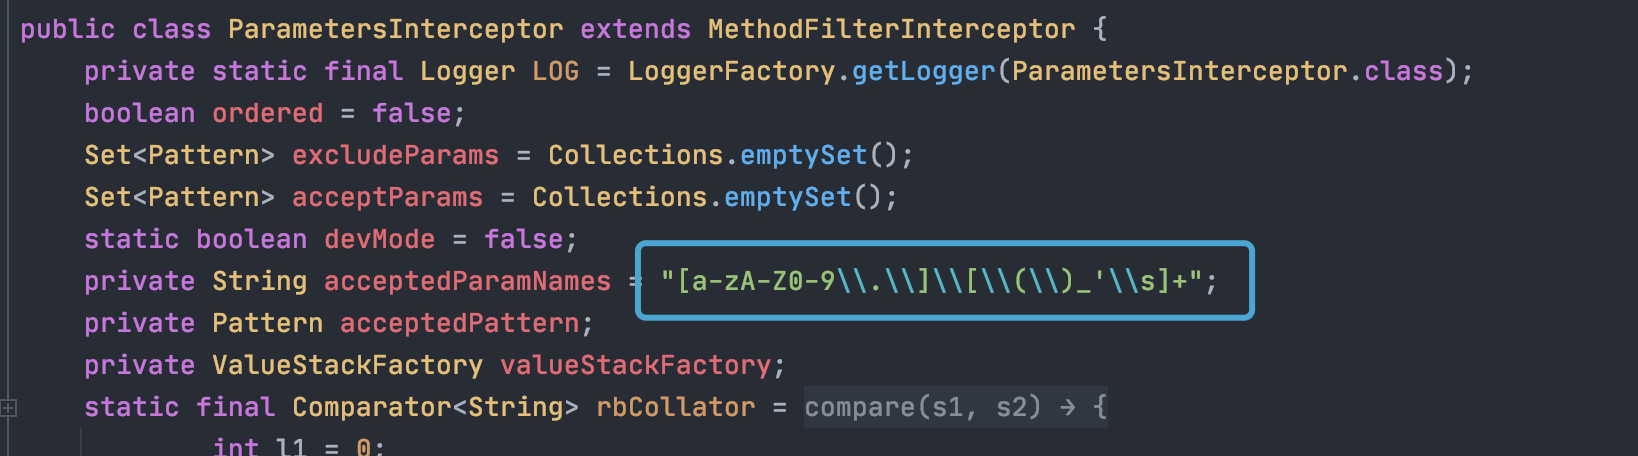 public class ParametersInterceptor extends MethodFilterInterceptor {
private static final Logger LOG = LoggerFactory.getLogger(ParametersInterceptor.class);
boolean ordered = false;
Set<Pattern> excludeParams = Collections.emptySet();
Set<Pattern> acceptParams = Collections.emptySet();
static boolean devMode = false;
private String acceptedParamNames = "[a-zA-Z0-9\\.\\]\\[\\(\\)_'\\s]+";
private Pattern acceptedPattern;
private ValueStackFactory valueStackFactory;
static final Comparator<String> rbCollator = compare(s1, s2) → {
int l1 = 0;